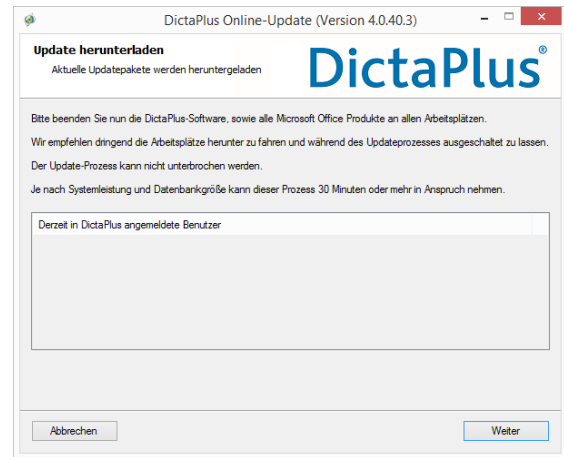 DictaPlus Online-Update (Version 4.0.40.3)
Update herunterladen
Aktuelle Updatepakete werden heruntergeladen
DictaPlus®
Bitte beenden Sie nun die DictaPlus-Software, sowie alle Microsoft Office Produkte an allen Arbeitsplätzen.
Wir empfehlen dringend die Arbeitsplätze herunter zu fahren und während des Updateprozesses ausgeschaltet zu lassen.
Der Update-Prozess kann nicht unterbrochen werden.
Je nach Systemleistung und Datenbankgröße kann dieser Prozess 30 Minuten oder mehr in Anspruch nehmen.
Derzeit in DictaPlus angemeldete Benutzer
Abbrechen
Weiter